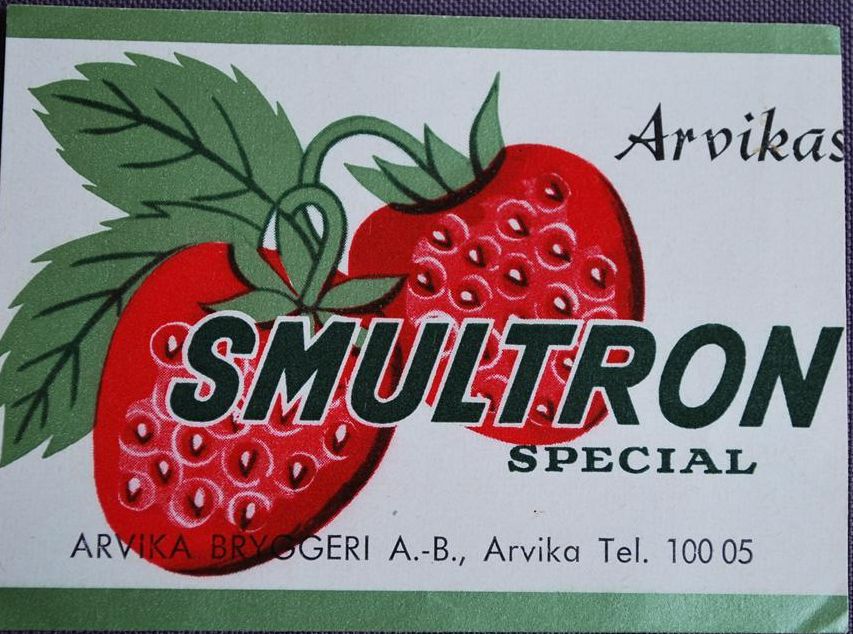 Arvikas
SMULTRON
SPECIAL
ARVIKA BRYGGERI A.-B., Arvika Tel. 100 05